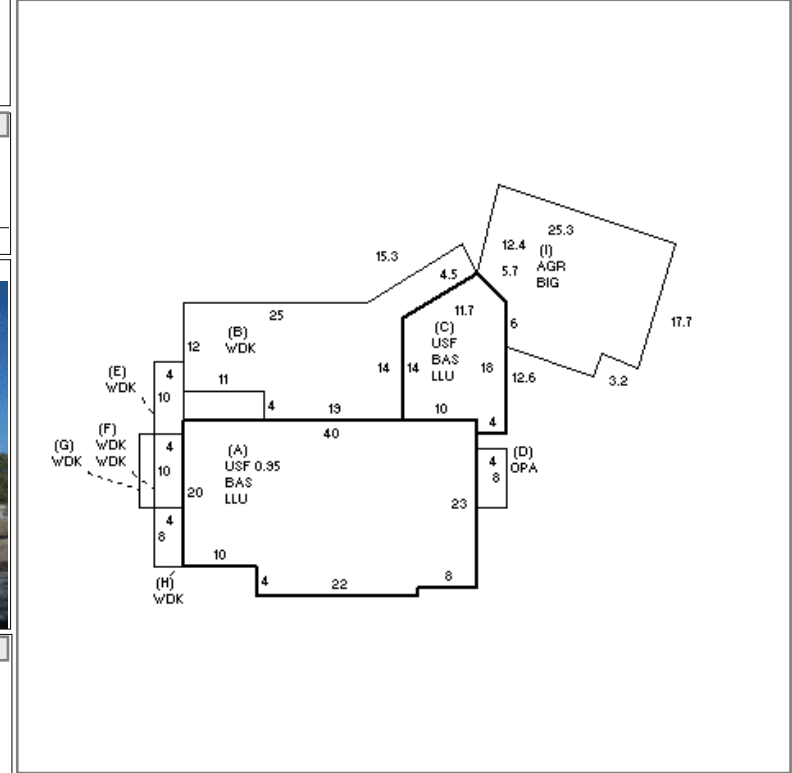 25.3
12.4
(I)
AGR
BIG
15.3
4.5
5.7
25
11.7
6
17.7
(B)
WDK
(C)
USF
BAS
LLU
12
(E)
WDK
4
11
14
14
18
12.6
3.2
10
4
19
10
4
40
(F)
WDK
WDK
(G)
WDK
4
10
(A)
USF 0.95
BAS
LLU
(D)
OPA
4
8
20
23
4
8
10
(H)
WDK
4
22
8